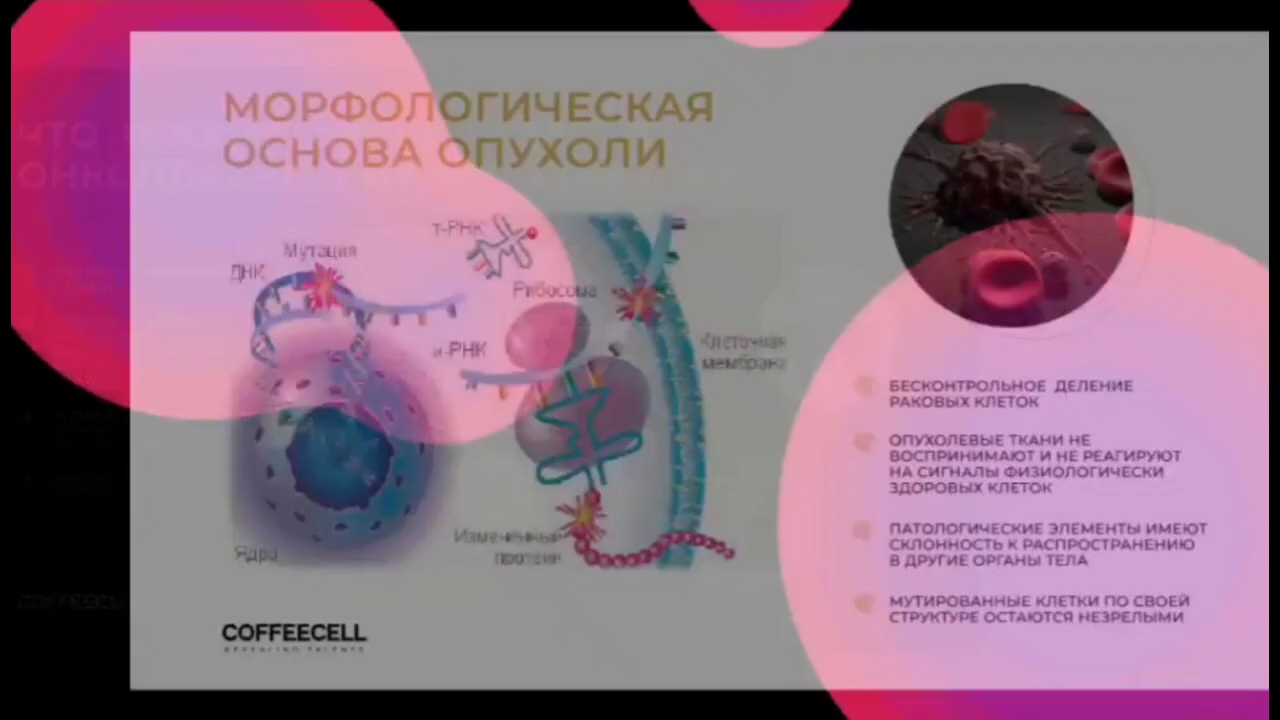 МОРФОЛОГИЧЕСКАЯ
ОСНОВА ОПУХОЛИ
т-РНК
Мутация
ДНК
Рибосома
и-РНК
Клеточная
мембрана
Измененный
протеин
Ядро
БЕСКОНТРОЛЬНОЕ ДЕЛЕНИЕ
РАКОВЫХ КЛЕТОК
ОПУХОЛЕВЫЕ ТКАНИ НЕ
ВОСПРИНИМАЮТ И НЕ РЕАГИРУЮТ
НА СИГНАЛЫ ФИЗИОЛОГИЧЕСКИ
ЗДОРОВЫХ КЛЕТОК
ПАТОЛОГИЧЕСКИЕ ЭЛЕМЕНТЫ ИМЕЮТ
СКЛОННОСТЬ К РАСПРОСТРАНЕНИЮ
В ДРУГИЕ ОРГАНЫ ТЕЛА
МУТИРОВАННЫЕ КЛЕТКИ ПО СВОЕЙ
СТРУКТУРЕ ОСТАЮТСЯ НЕЗРЕЛЫМИ
COFFEECELL
ЧТО